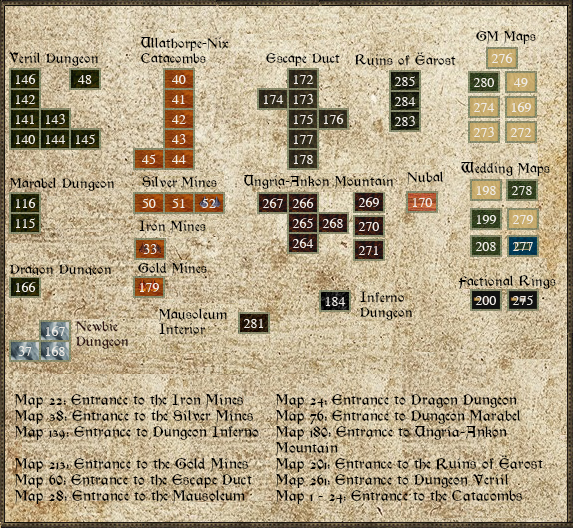 GM Maps
Ullathorpe-Nix
Veriil Dungeon Catacombs Escape Duct Ruins of Garost
276
146 48 40 172 285 280 49
142 41 174 173 284 274 169
141 143 42 175 176 283
140 144 145 43 177 273 272
45 44 178
Marabel Dungeon Silver Mines Ungria-Ankon Mountain Nubal Wedding Maps
116 50 51 52 267 266 269 170 198 278
115 265 268 270 199 279
Iron Mines
33 264 271 208 277
Dragon Dungeon Gold Mines Factional Rings
166 179 184 Inferno 200 275
Dungeon
167 Newbie Mausoleum 281
37 168 Dungeon Interior
Map 22: Entrance to the Iron Mines
Map 38: Entrance to the Silver Mines
Map 139: Entrance to Dungeon Inferno
Map 213: Entrance to the Gold Mines
Map 60: Entrance to the Escape Duct
Map 28: Entrance to the Mausoleum
Map 24: Entrance to Dragon Dungeon
Map 76: Entrance to Dungeon Marabel
Map 180: Entrance to Ungria-Ankon
Mountain
Map 201: Entrance to the Ruins of Garost
Map 261: Entrance to Dungeon Veriil
Map 1 - 24: Entrance to the Catacombs